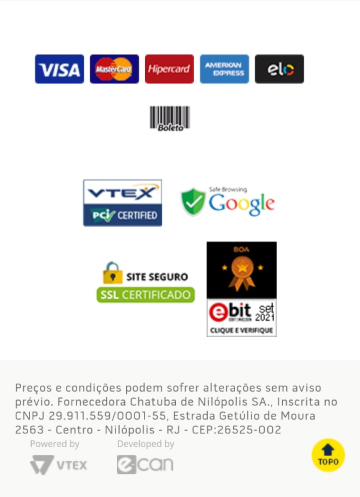 VISA
MasterCard
Hipercard
AMERICAN
EXPRESS
elo
Boleto
VTEX
PCI CERTIFIED
Safe Browsing
Google
SITE SEGURO
SSL CERTIFICADO
BOA
ebit set
2021
CLIQUE E VERIFIQUE
Preços e condições podem sofrer alterações sem aviso
prévio. Fornecedora Chatuba de Nilópolis SA., Inscrita no
CNPJ 29.911.559/0001-55, Estrada Getúlio de Moura
2563 - Centro - Nilópolis - RJ - CEP:26525-002
Powered by
Developed by
VTEX
e-can
TOPO